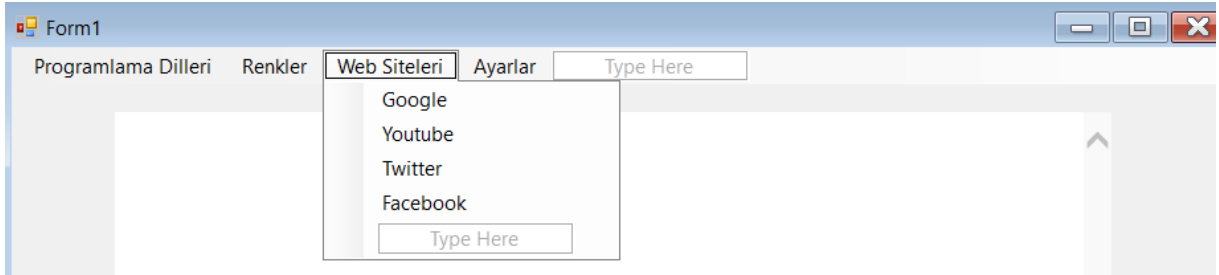 Form1
Programlama Dilleri Renkler Web Siteleri Ayarlar Type Here
Google
Youtube
Twitter
Facebook
Type Here